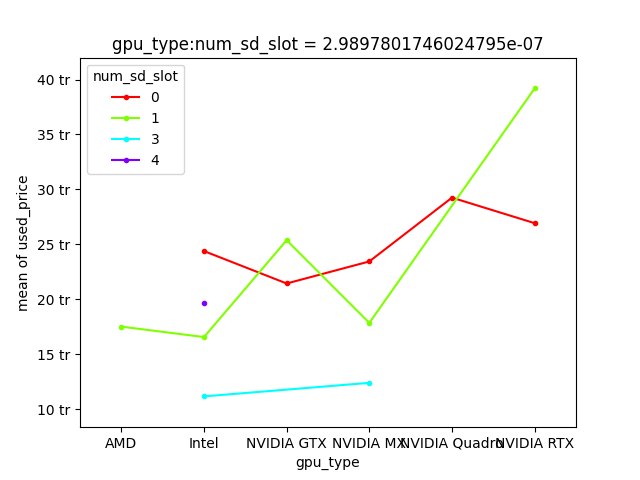 gpu_type:num_sd_slot = 2.9897801746024795e-07
num_sd_slot
0
1
3
4
40 tr
35 tr
30 tr
25 tr
20 tr
15 tr
10 tr
mean of used_price
AMD
Intel
NVIDIA GTX
NVIDIA MX
NVIDIA Quadro
NVIDIA RTX
gpu_type